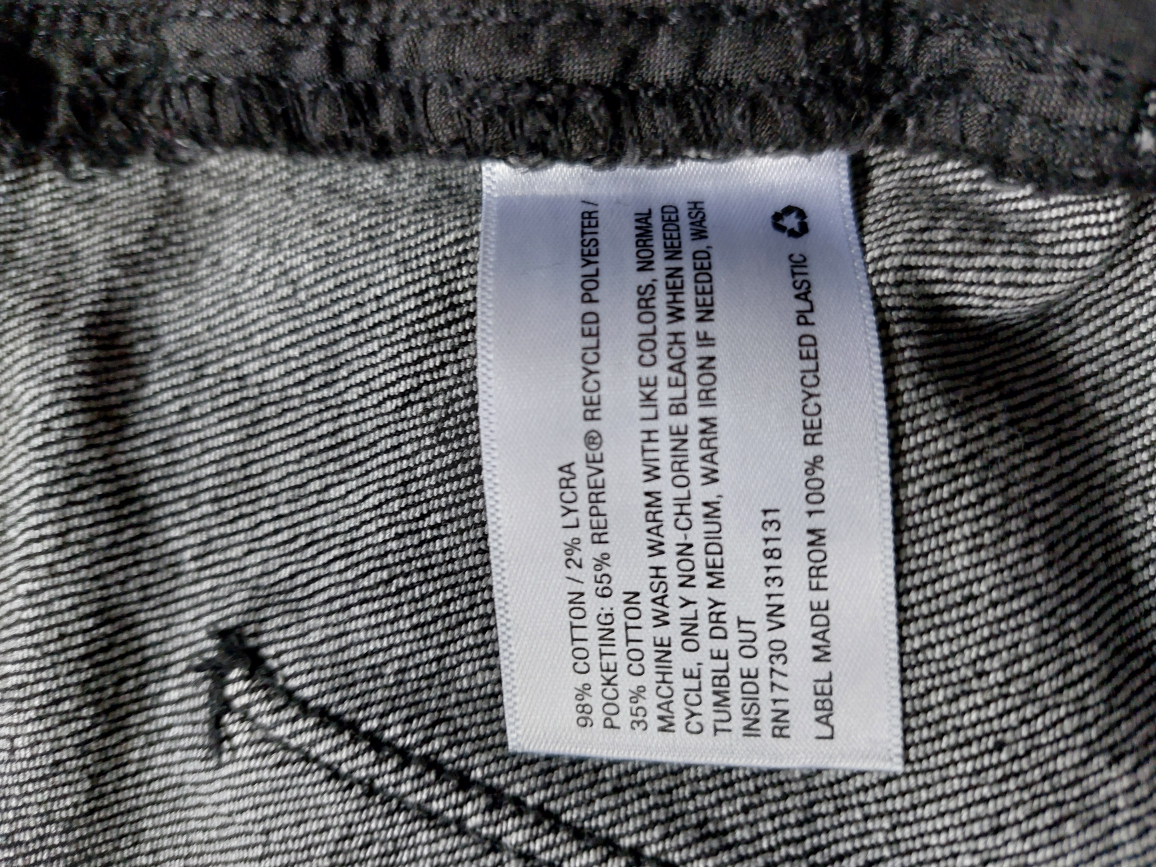 98% COTTON / 2% LYCRA
POCKETING: 65% REPREVE® RECYCLED POLYESTER /
35% COTTON
MACHINE WASH WARM WITH LIKE COLORS, NORMAL
CYCLE, ONLY NON-CHLORINE BLEACH WHEN NEEDED
TUMBLE DRY MEDIUM, WARM IRON IF NEEDED, WASH
INSIDE OUT
RN17730 VN1318131
LABEL MADE FROM 100% RECYCLED PLASTIC